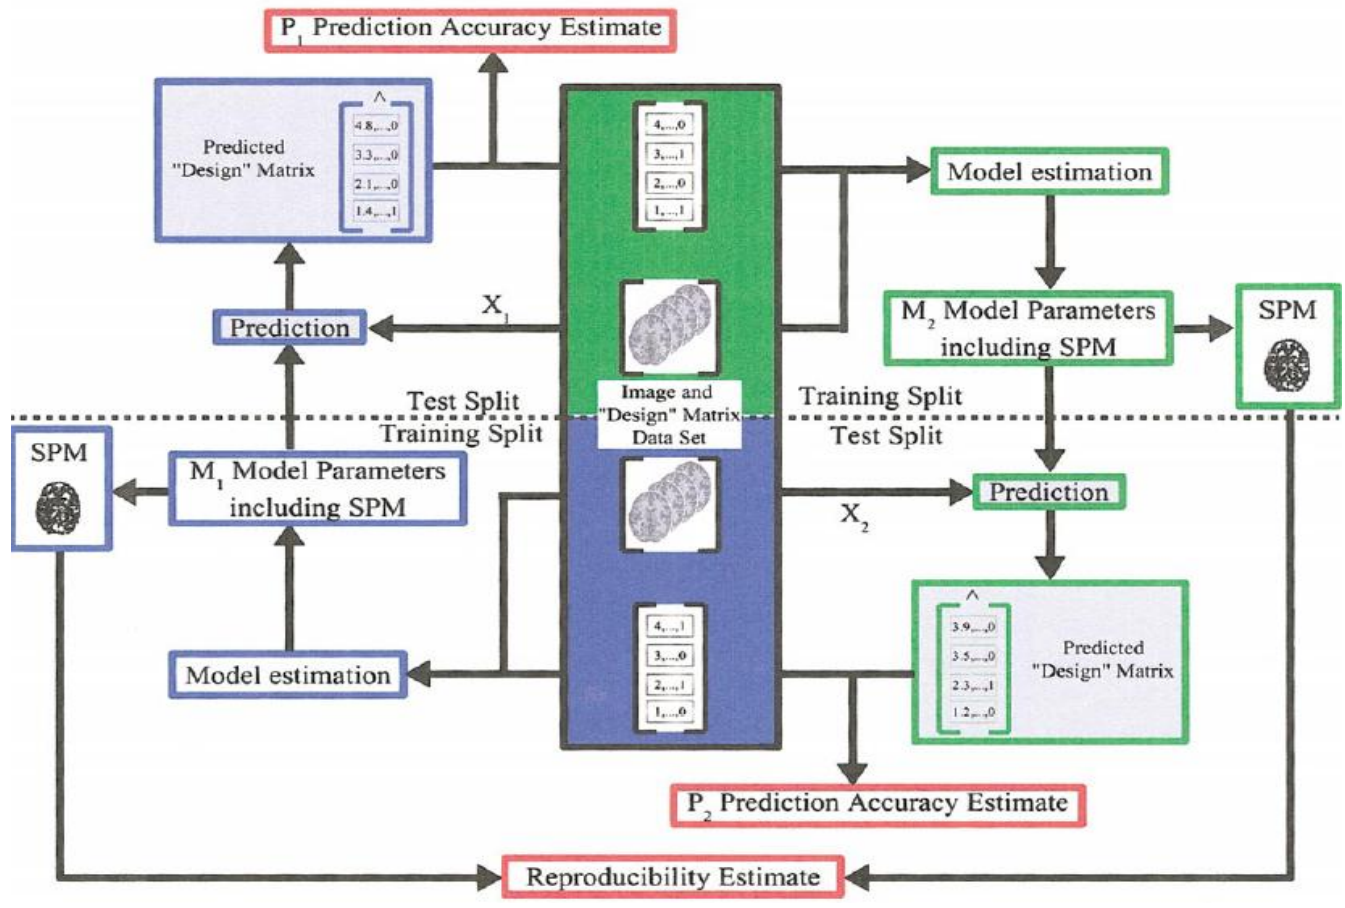 P1 Prediction Accuracy Estimate
^
4.8,...,0
Predicted
"Design" Matrix
3.3,...,0
2.1,...,0
1.4,...,1
4,...,0
3,...,1
2,...,0
1,...,1
Model estimation
Prediction
X1
M2 Model Parameters
including SPM
SPM
Test Split
Training Split
Image and
"Design" Matrix
Data Set
Training Split
Test Split
SPM
M1 Model Parameters
including SPM
X2
Prediction
Model estimation
4,...,1
3,...,0
2,...,1
1,...,0
^
3.9,...,0
3.5,...,0
2.3,...,1
1.2,...,0
Predicted
"Design" Matrix
P2 Prediction Accuracy Estimate
Reproducibility Estimate